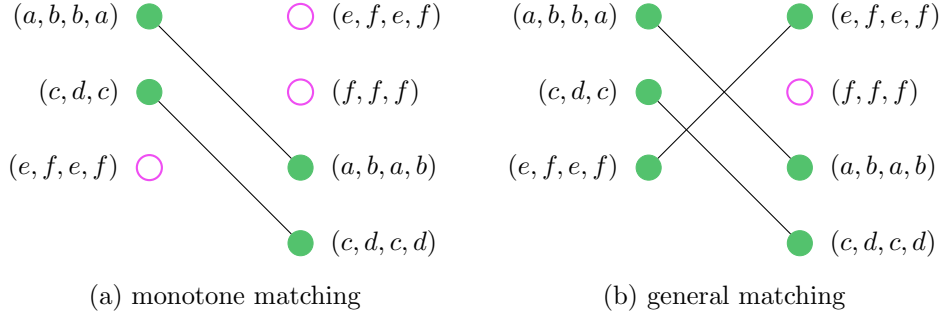 (a, b, b, a) (e, f, e, f) (a, b, b, a) (e, f, e, f)
(c, d, c) (f, f, f) (c, d, c) (f, f, f)
(e, f, e, f) (a, b, a, b) (e, f, e, f) (a, b, a, b)
(c, d, c, d) (c, d, c, d)
(a) monotone matching (b) general matching